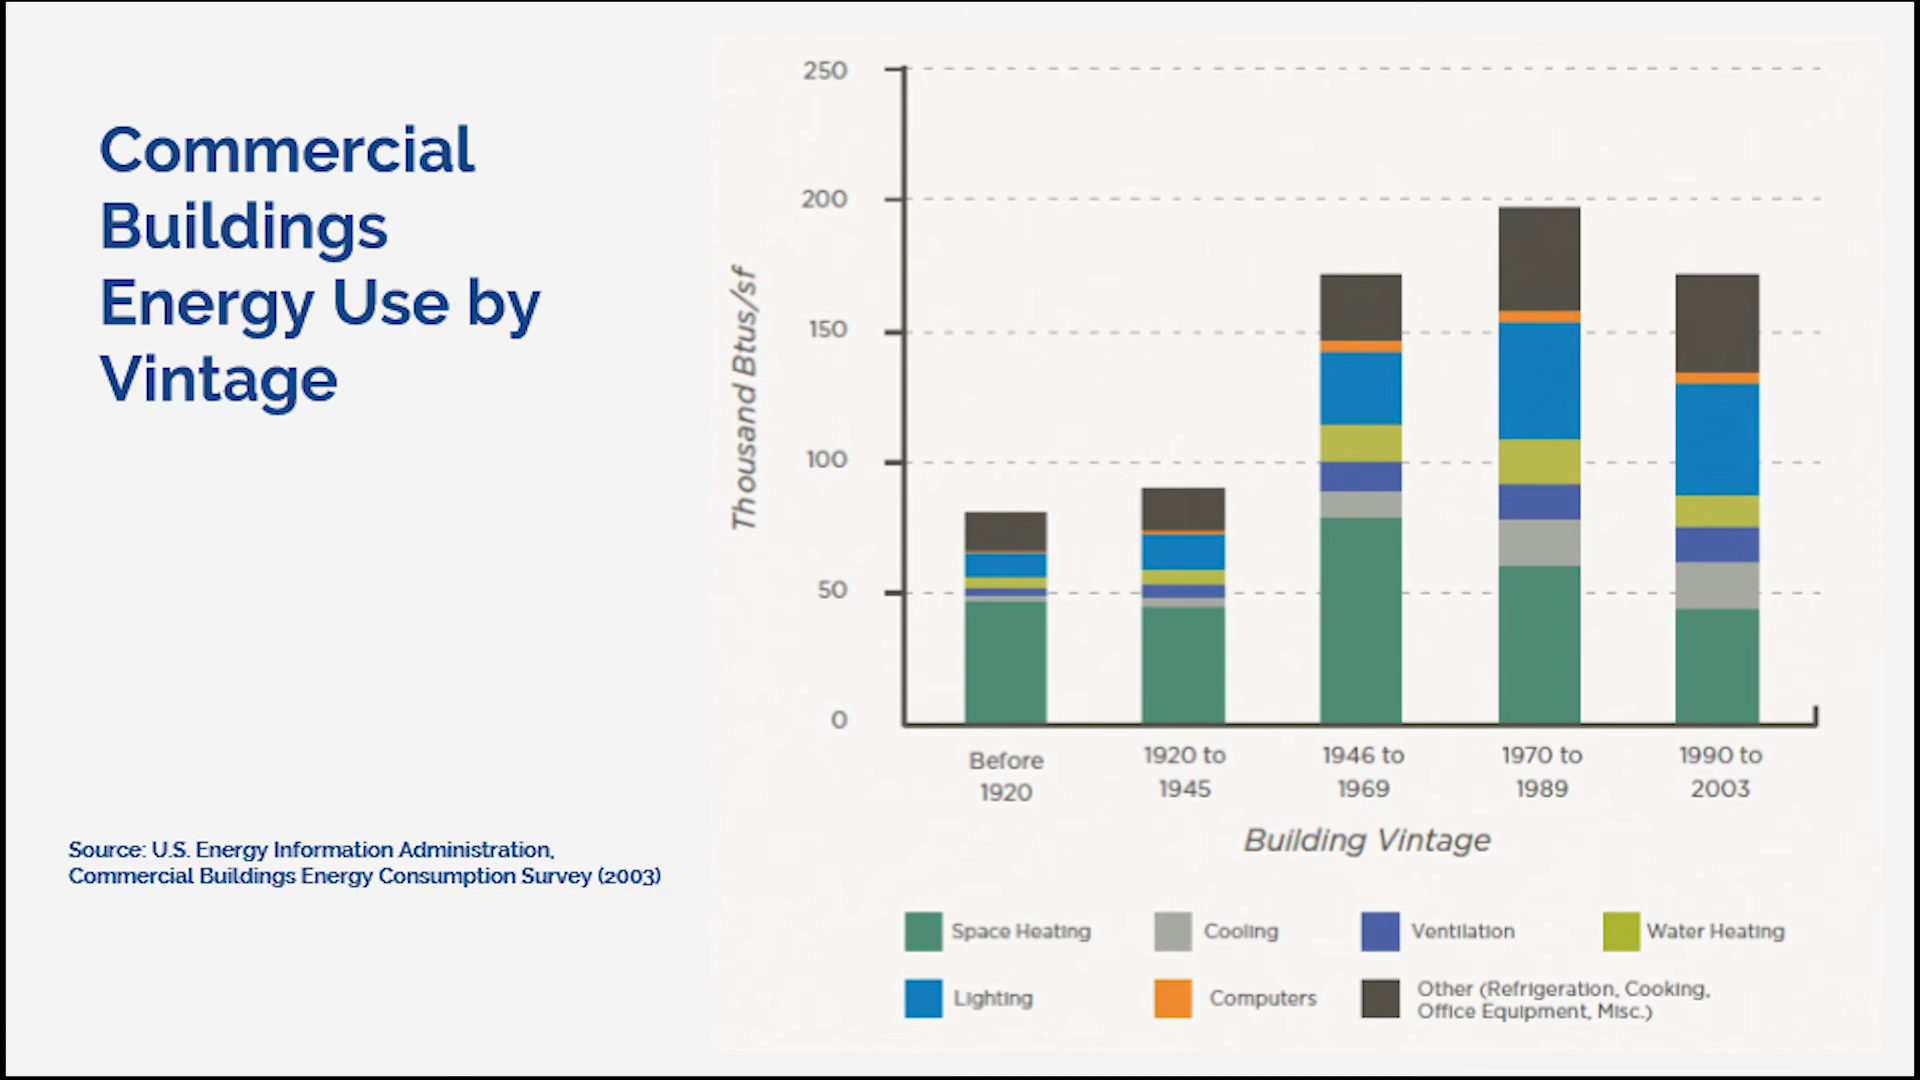 Commercial
Buildings
Energy Use by
Vintage
Source: U.S. Energy Information Administration,
Commercial Buildings Energy Consumption Survey (2003)
Thousand Btus/sf
250
200
150
100
50
0
Before
1920
1920 to
1945
1946 to
1969
1970 to
1989
1990 to
2003
Building Vintage
Space Heating
Cooling
Ventilation
Water Heating
Lighting
Computers
Other (Refrigeration, Cooking,
Office Equipment, Misc.)